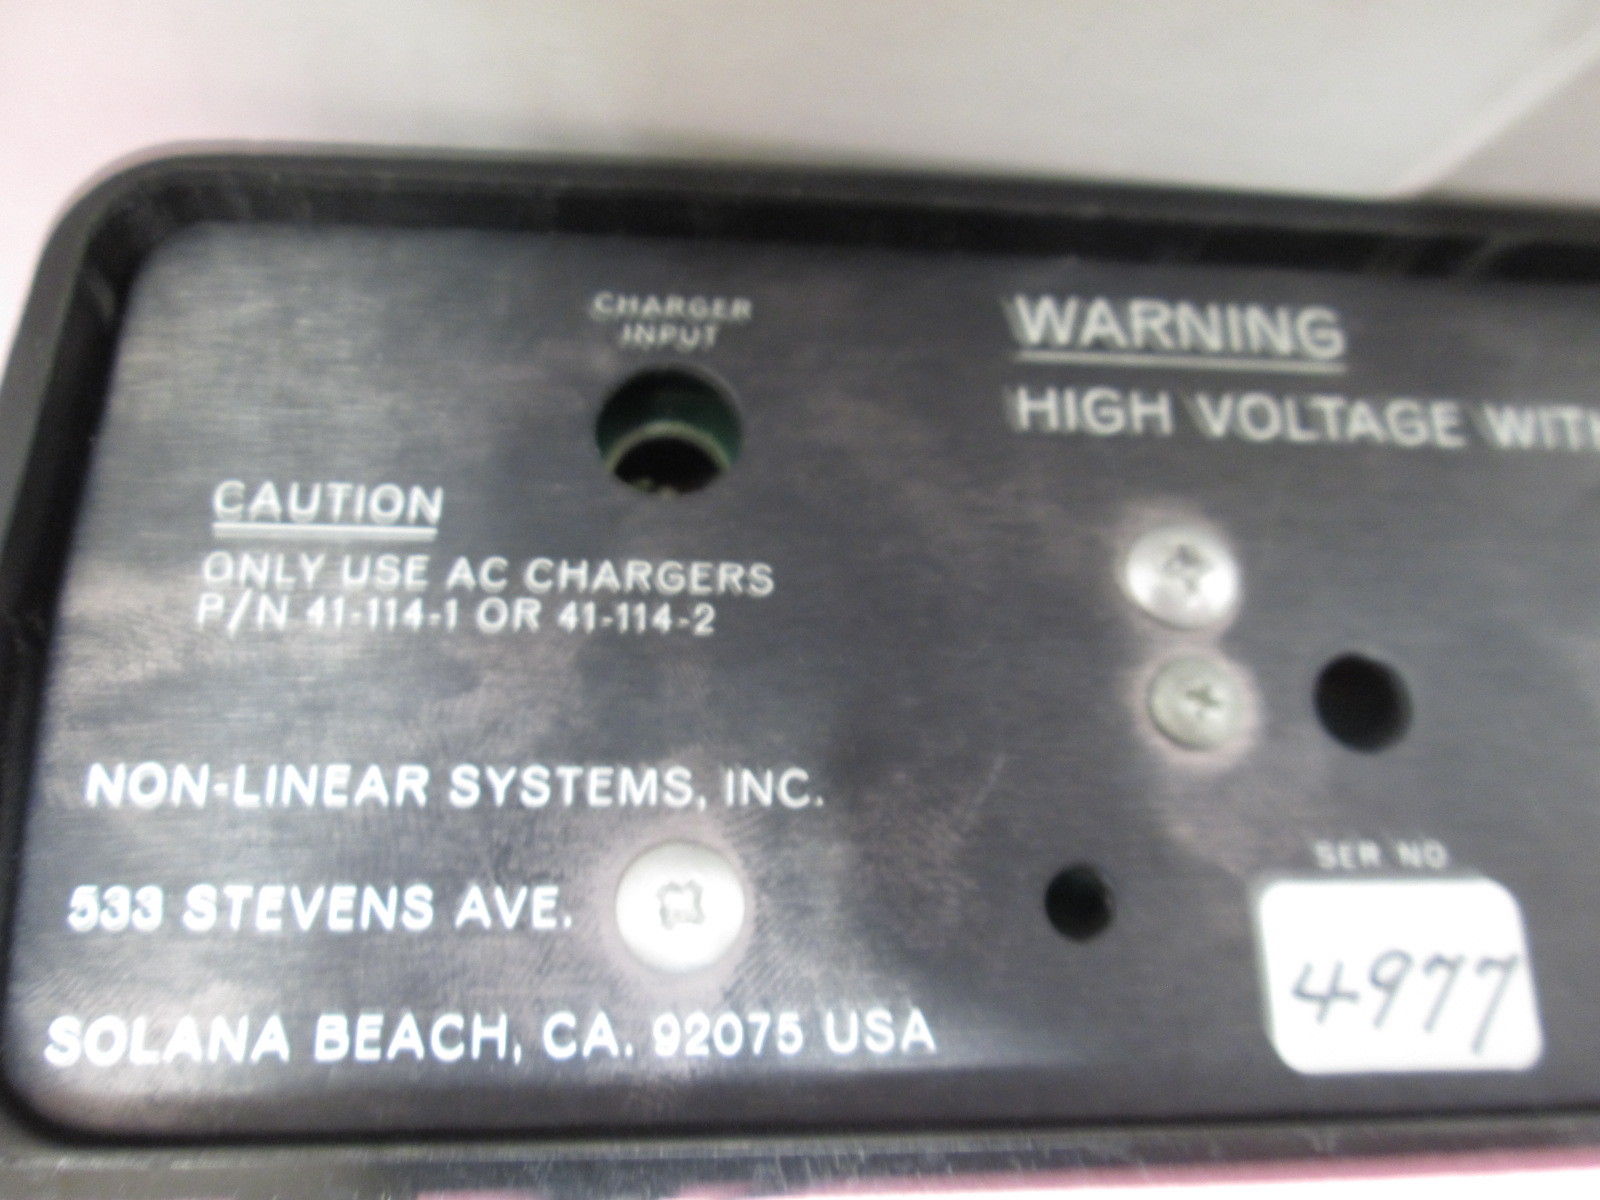 CHARGER
INPUT
WARNING
HIGH VOLTAGE
CAUTION
ONLY USE AC CHARGERS
P/N 41-114-1 OR 41-114-2
NON-LINEAR SYSTEMS, INC.
533 STEVENS AVE.
SOLANA BEACH, CA. 92075 USA
SER NO
4977